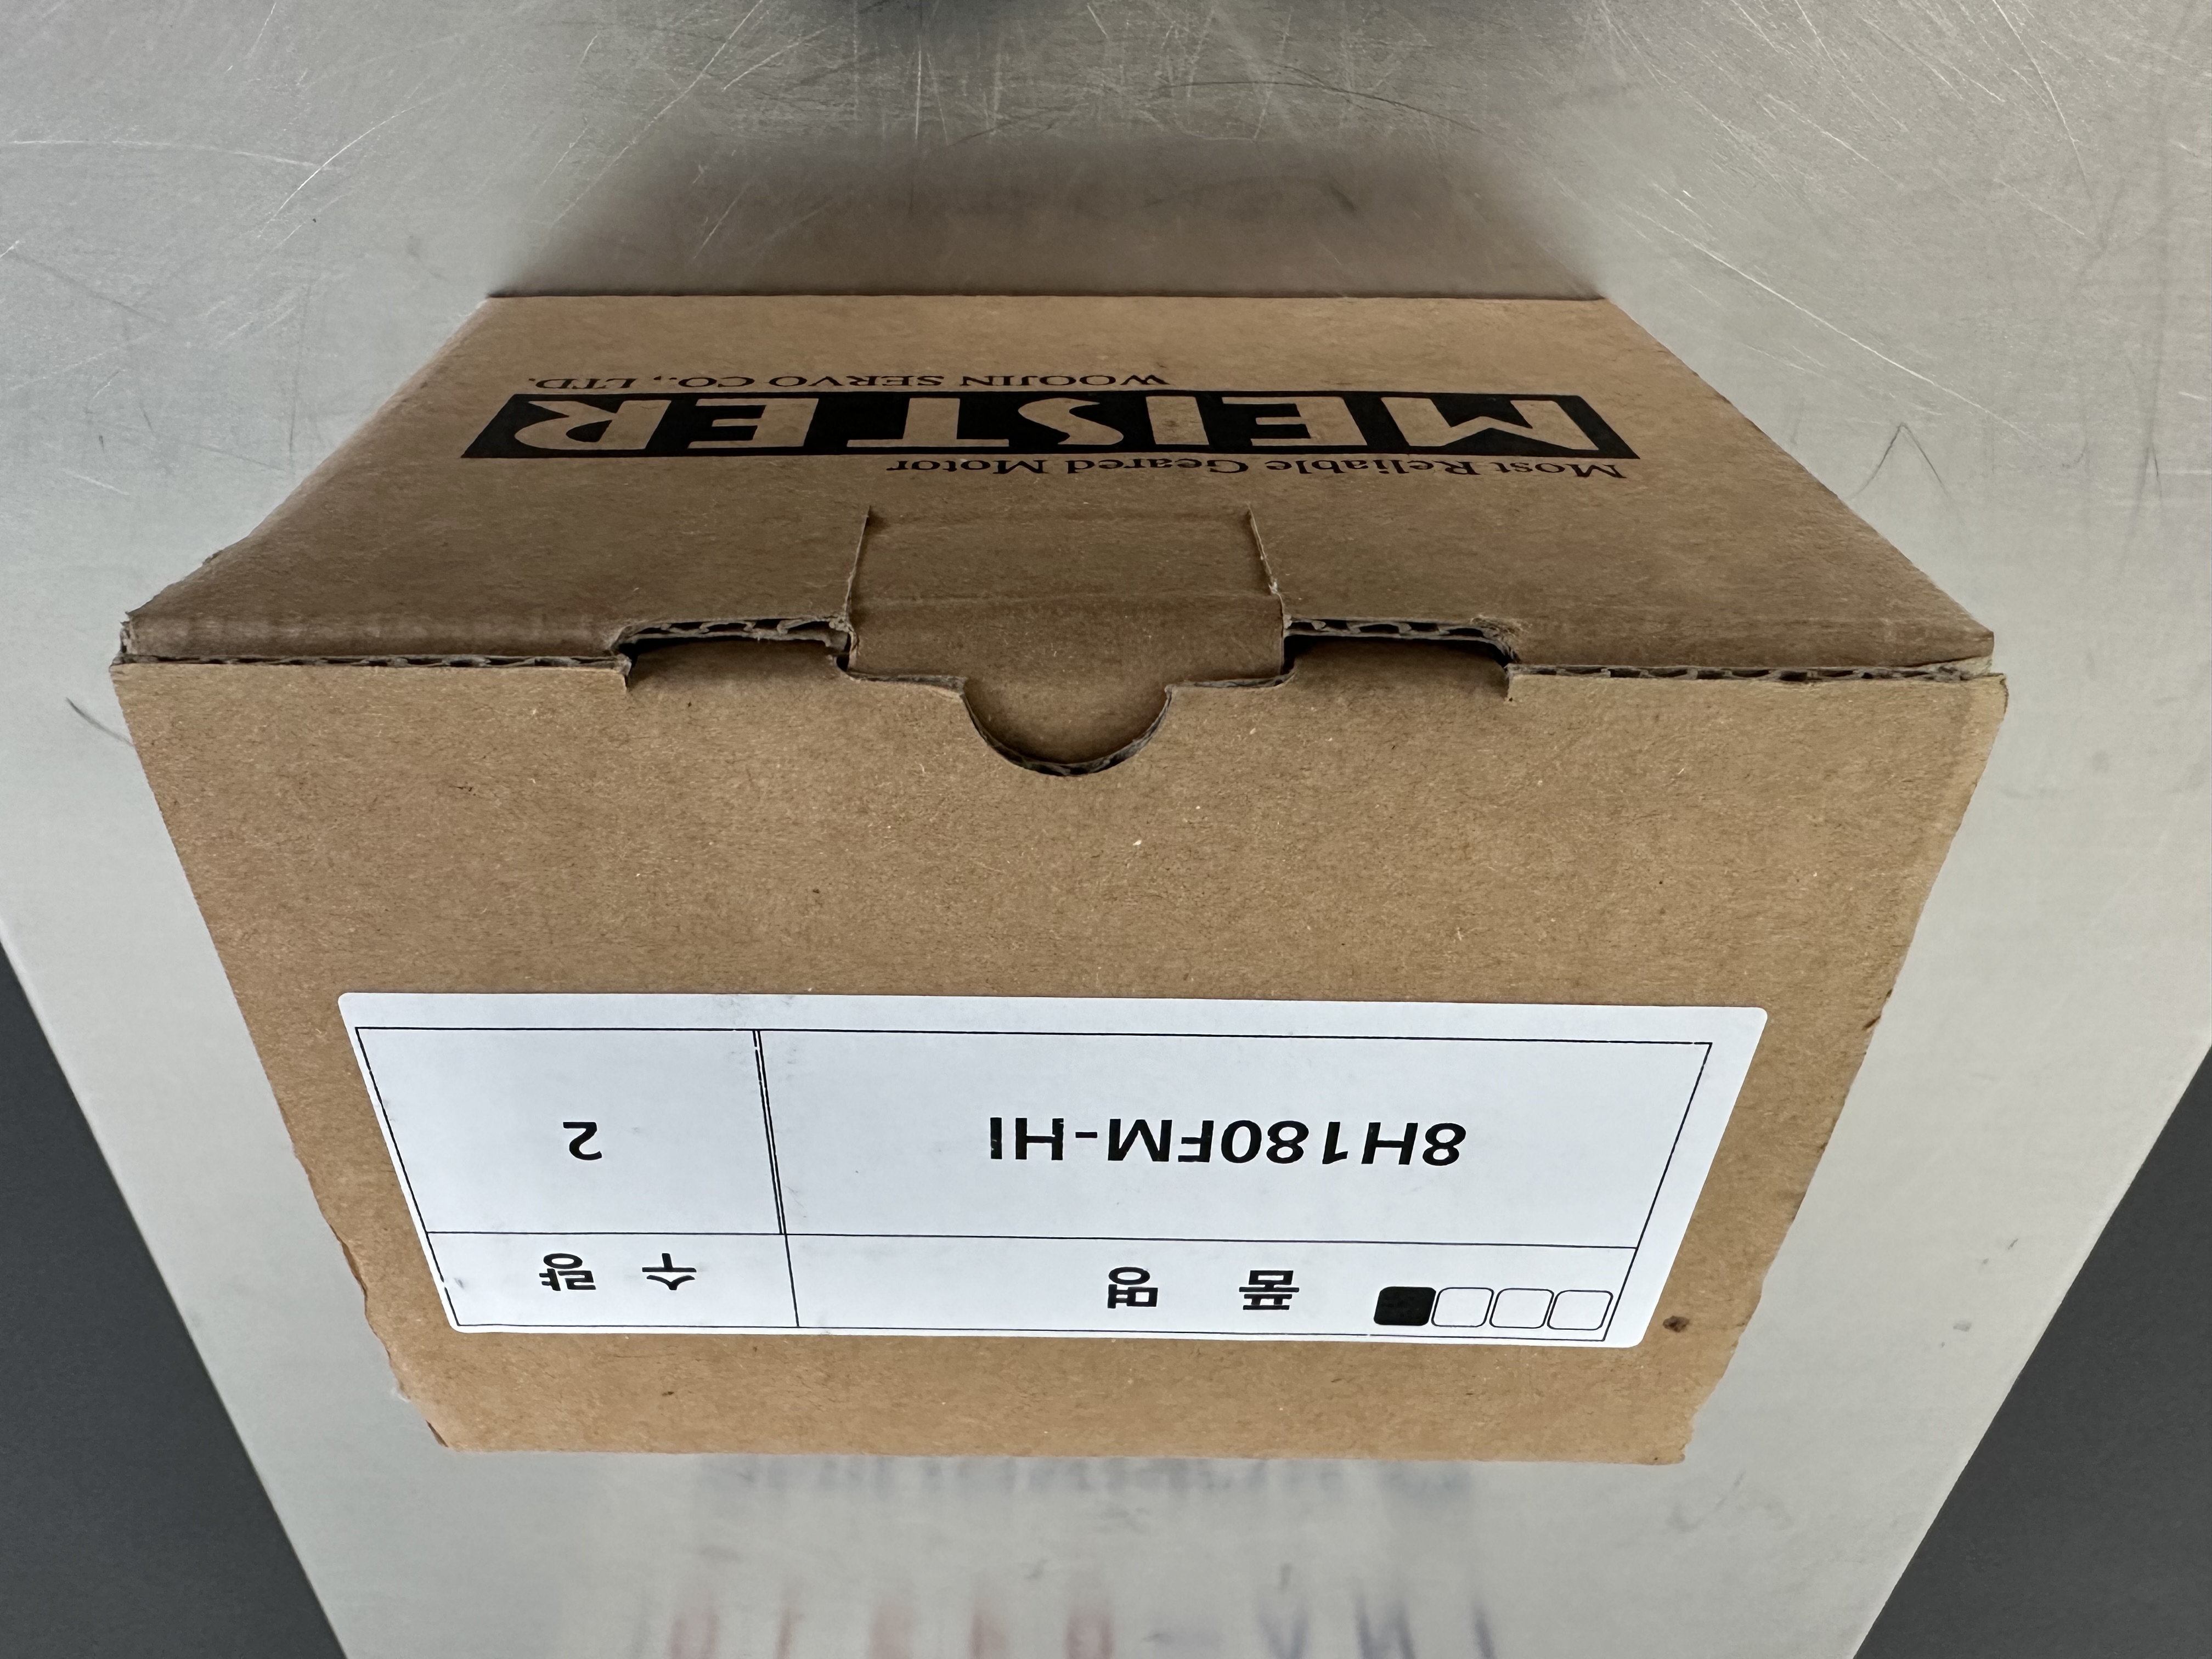 Most Reliable Geared Motor
MEISTER
WOOJIN SERVO CO., LTD.
품 명 수 량
8H180FM-HI 2